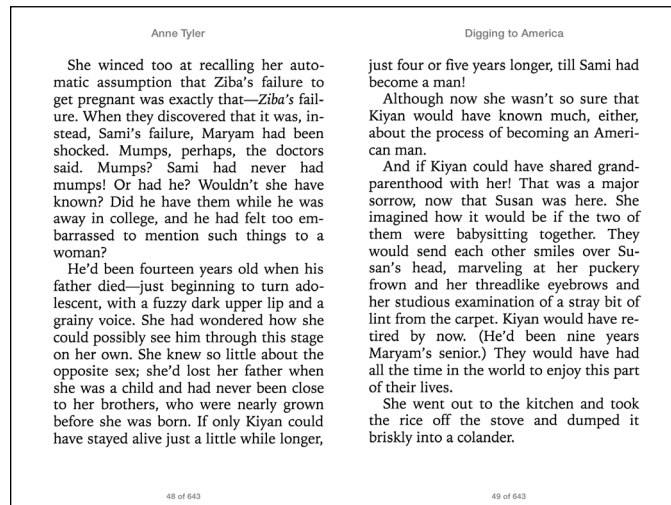 Anne Tyler
She winced too at recalling her auto-
matic assumption that Ziba's failure to
get pregnant was exactly that—Ziba's fail-
ure. When they discovered that it was, in-
stead, Sami's failure, Maryam had been
shocked. Mumps, perhaps, the doctors
said. Mumps? Sami had never had
mumps! Or had he? Wouldn't she have
known? Did he have them while he was
away in college, and he had felt too em-
barrassed to mention such things to a
woman?
He'd been fourteen years old when his
father died—just beginning to turn ado-
lescent, with a fuzzy dark upper lip and a
grainy voice. She had wondered how she
could possibly see him through this stage
on her own. She knew so little about the
opposite sex; she'd lost her father when
she was a child and had never been close
to her brothers, who were nearly grown
before she was born. If only Kiyan could
have stayed alive just a little while longer,
48 of 643
Digging to America
just four or five years longer, till Sami had
become a man!
Although now she wasn't so sure that
Kiyan would have known much, either,
about the process of becoming an Ameri-
can man.
And if Kiyan could have shared grand-
parenthood with her! That was a major
sorrow, now that Susan was here. She
imagined how it would be if the two of
them were babysitting together. They
would send each other smiles over Su-
san's head, marveling at her puckery
frown and her threadlike eyebrows and
her studious examination of a stray bit of
lint from the carpet. Kiyan would have re-
tired by now. (He'd been nine years
Maryam's senior.) They would have had
all the time in the world to enjoy this part
of their lives.
She went out to the kitchen and took
the rice off the stove and dumped it
briskly into a colander.
49 of 643